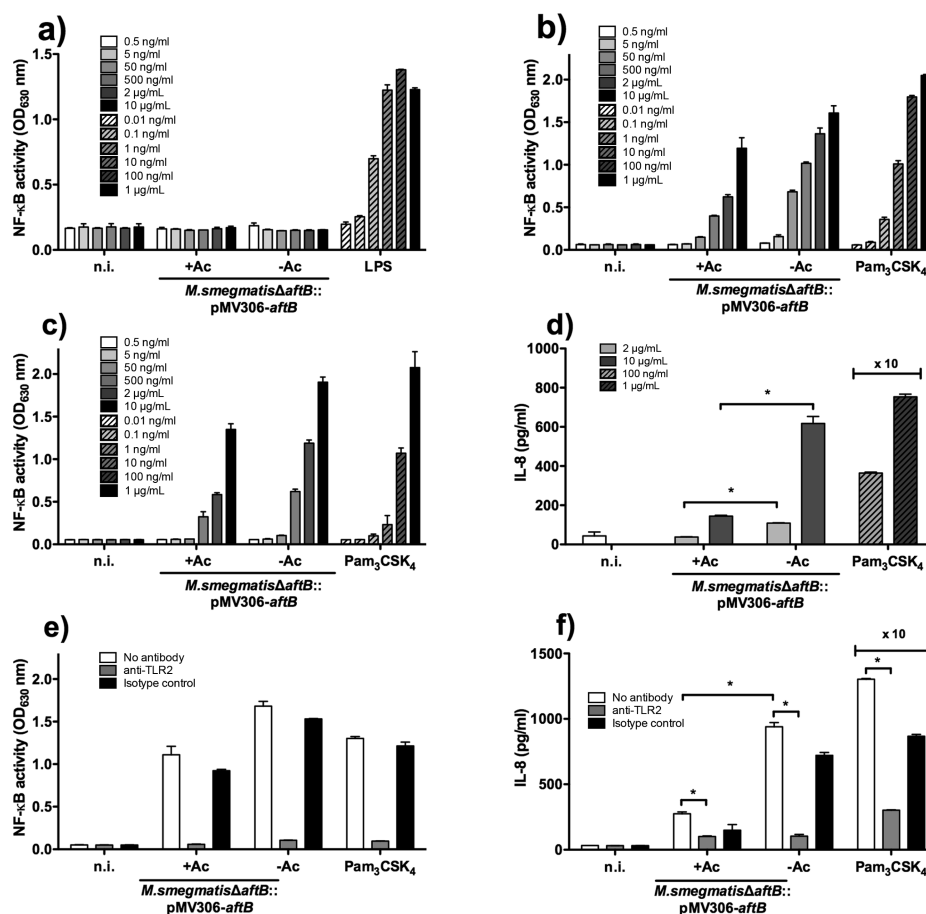 a)
NF-κB activity (OD₆₃₀ nm)
1.5
1.0
0.5
0.0
0.5 ng/ml
5 ng/ml
50 ng/ml
500 ng/ml
2 µg/mL
10 µg/mL
0.01 ng/ml
0.1 ng/ml
1 ng/ml
10 ng/ml
100 ng/ml
1 µg/mL
n.i.
+Ac
-Ac
LPS
M.smegmatisΔaftB::
pMV306-aftB
b)
NF-κB activity (OD₆₃₀ nm)
2.0
1.5
1.0
0.5
0.0
0.5 ng/ml
5 ng/ml
50 ng/ml
500 ng/ml
2 µg/mL
10 µg/mL
0.01 ng/ml
0.1 ng/ml
1 ng/ml
10 ng/ml
100 ng/ml
1 µg/mL
n.i.
+Ac
-Ac
Pam₃CSK₄
M.smegmatisΔaftB::
pMV306-aftB
c)
NF-κB activity (OD₆₃₀ nm)
2.0
1.5
1.0
0.5
0.0
0.5 ng/ml
5 ng/ml
50 ng/ml
500 ng/ml
2 µg/mL
10 µg/mL
0.01 ng/ml
0.1 ng/ml
1 ng/ml
10 ng/ml
100 ng/ml
1 µg/mL
n.i.
+Ac
-Ac
Pam₃CSK₄
M.smegmatisΔaftB::
pMV306-aftB
d)
IL-8 (pg/ml)
1000
800
600
400
200
0
2 µg/mL
10 µg/mL
100 ng/ml
1 µg/mL
x 10
*
*
n.i.
+Ac
-Ac
Pam₃CSK₄
M.smegmatisΔaftB::
pMV306-aftB
e)
NF-κB activity (OD₆₃₀ nm)
2.0
1.5
1.0
0.5
0.0
No antibody
anti-TLR2
Isotype control
n.i.
+Ac
-Ac
Pam₃CSK₄
M.smegmatisΔaftB::
pMV306-aftB
f)
IL-8 (pg/ml)
1500
1000
500
0
No antibody
anti-TLR2
Isotype control
x 10
*
*
*
*
n.i.
+Ac
-Ac
Pam₃CSK₄
M.smegmatisΔaftB::
pMV306-aftB